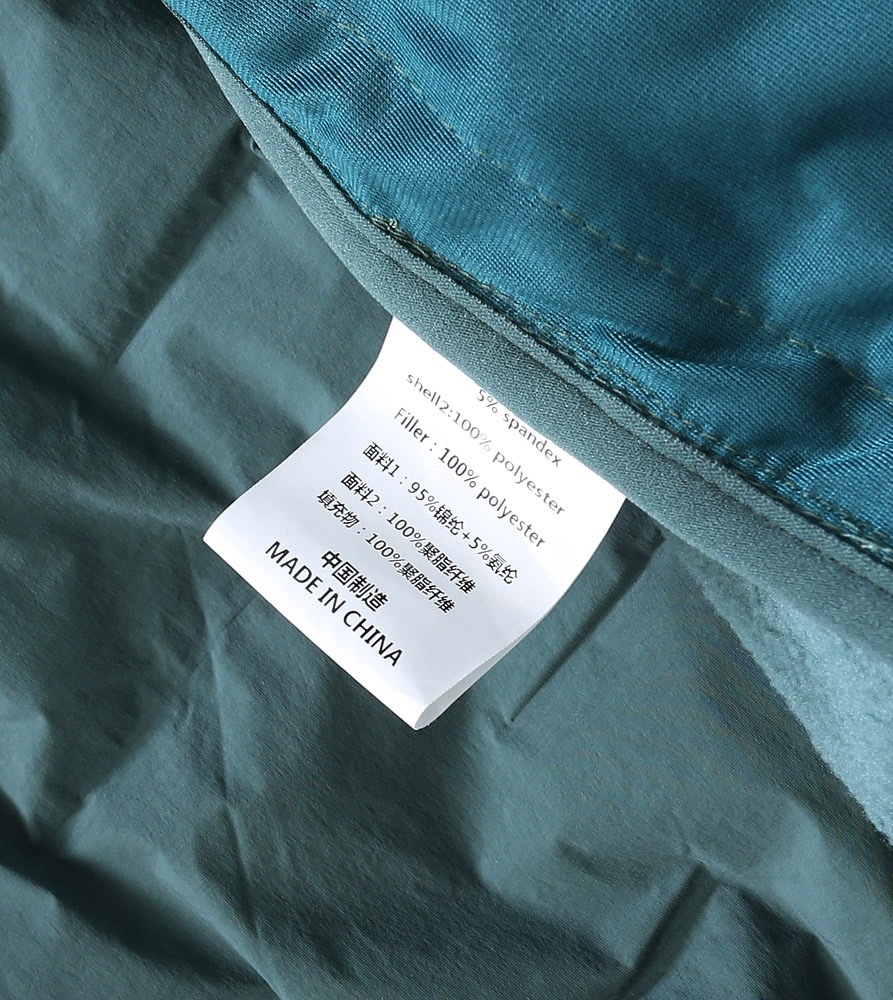 5% spandex
shell2:100% polyester
Filler : 100% polyester
面料1 : 95%锦纶+5%氨纶
面料2 : 100%聚脂纤维
填充物 : 100%聚脂纤维
中国制造
MADE IN CHINA